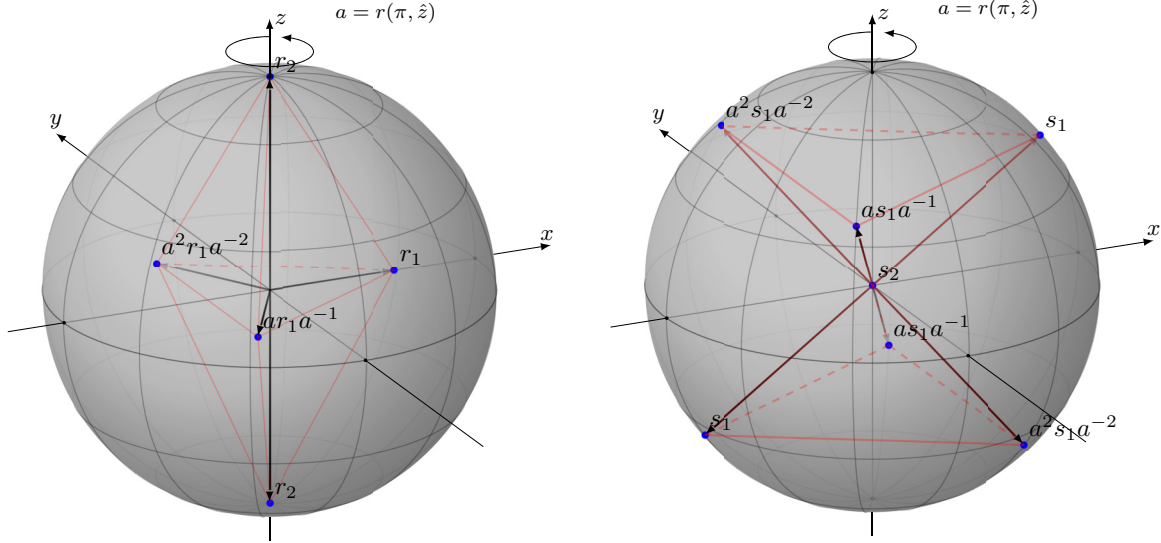 z
a = r(π, ẑ)
r₂
y
a²r₁a⁻²
r₁
x
ar₁a⁻¹
r₂
z
a = r(π, ẑ)
a²s₁a⁻²
s₁
y
as₁a⁻¹
x
s₂
as₁a⁻¹
s₁
a²s₁a⁻²